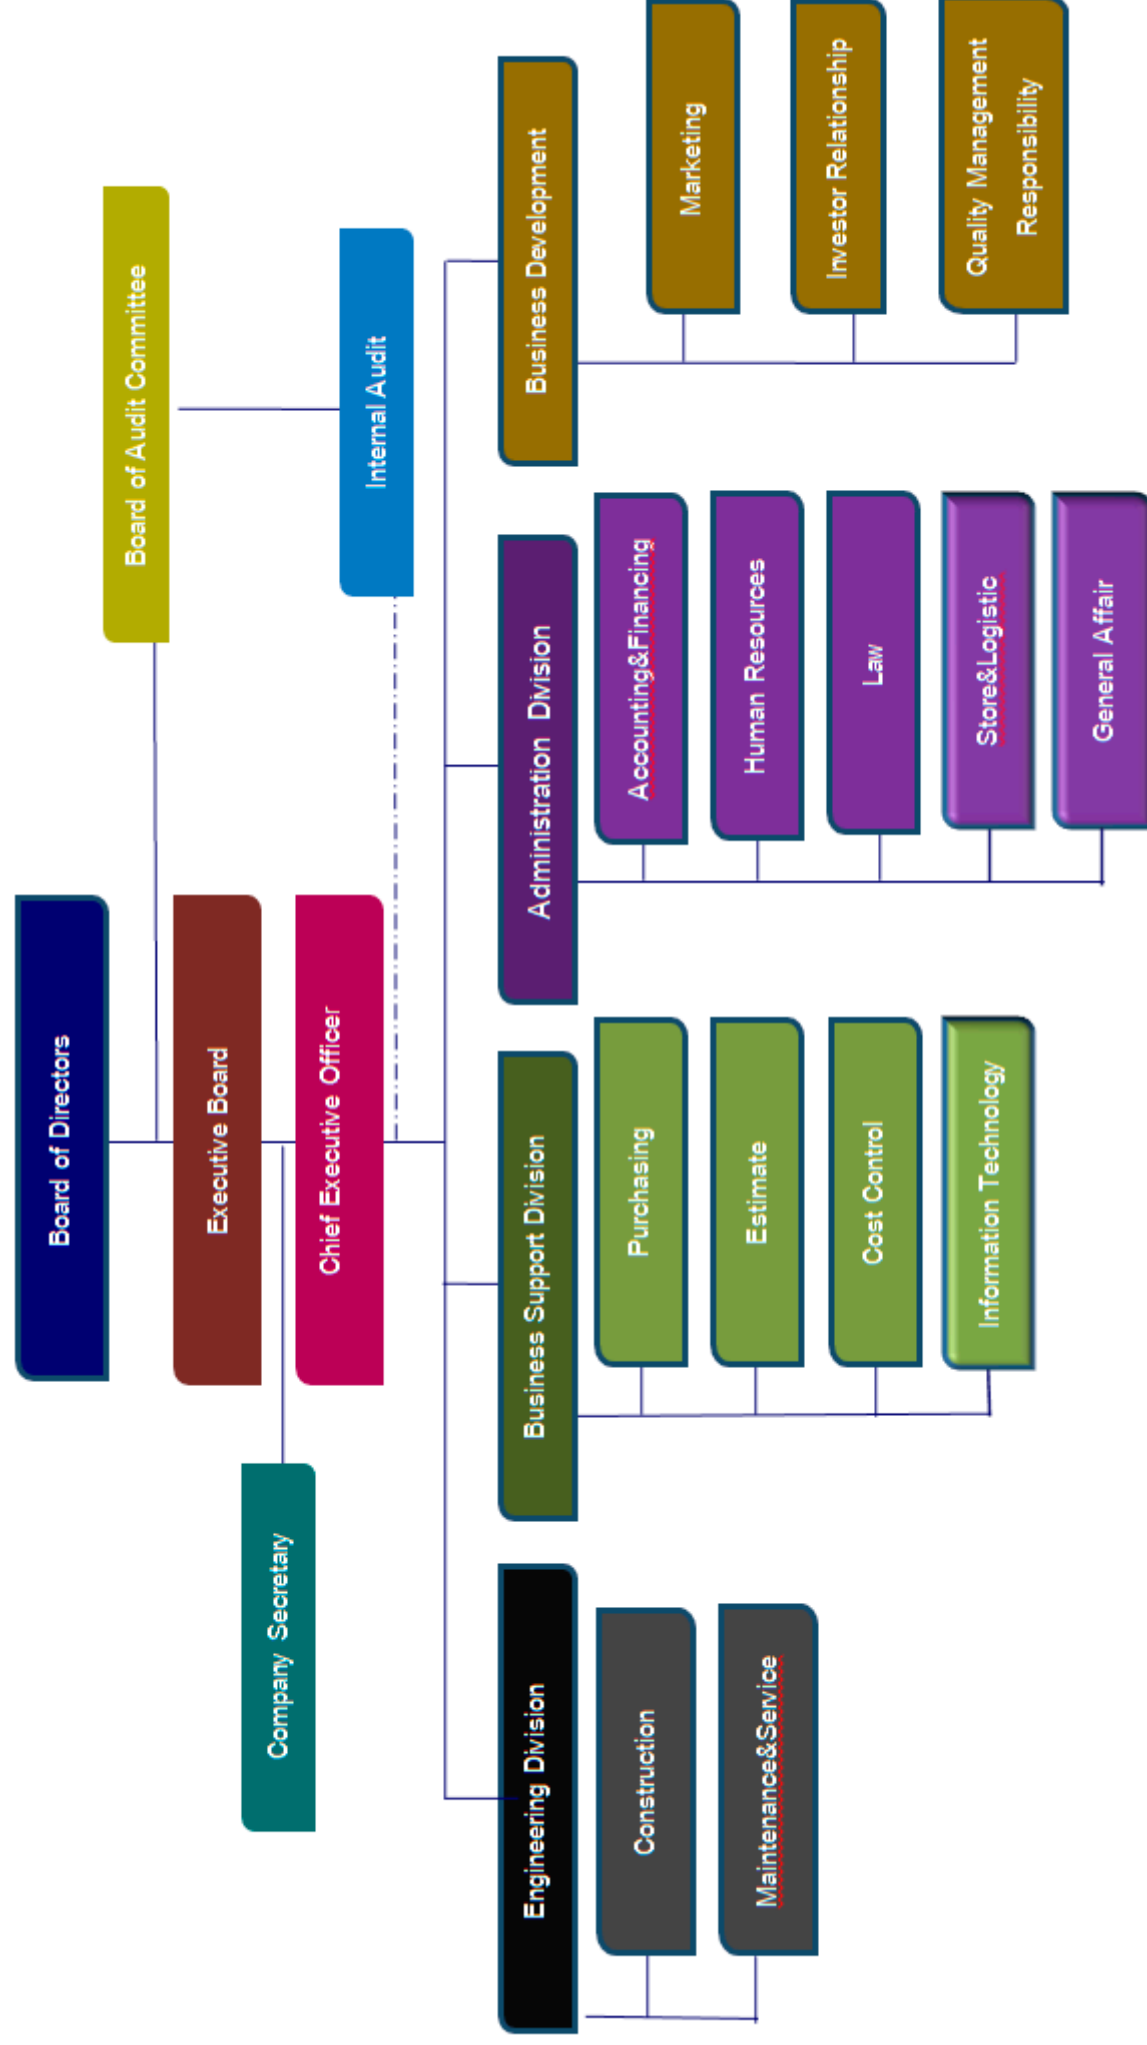 Board of Directors
Board of Audit Committee
Executive Board
Company Secretary
Chief Executive Officer
Internal Audit
Engineering Division
Business Support Division
Administration Division
Business Development
Construction
Maintenance&Service
Purchasing
Estimate
Cost Control
Information Technology
Accounting&Financing
Human Resources
Law
Store&Logistic
General Affair
Marketing
Investor Relationship
Quality Management
Responsibility